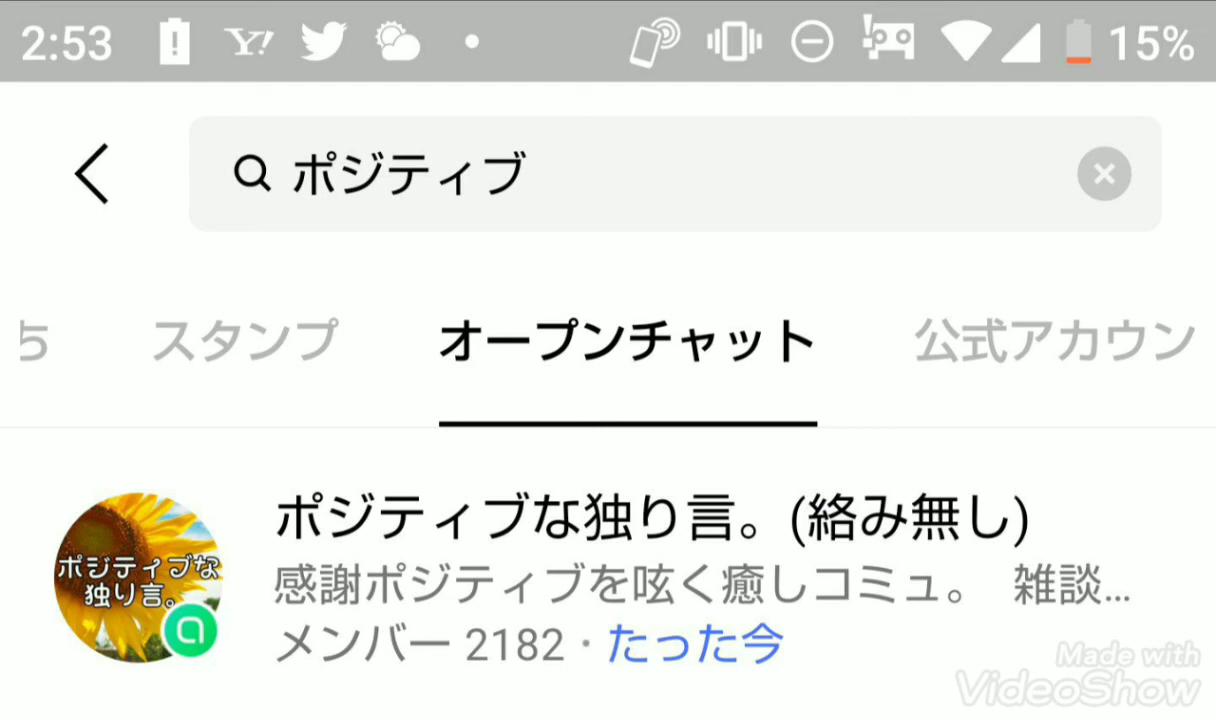 2:53 Y! 15%
ポジティブ
ち スタンプ オープンチャット 公式アカウン
ポジティブな独り言。(絡み無し)
感謝ポジティブを呟く癒しコミュ。 雑談...
メンバー 2182・たった今
ポジティブな
独り言。
Made with
VideoShow